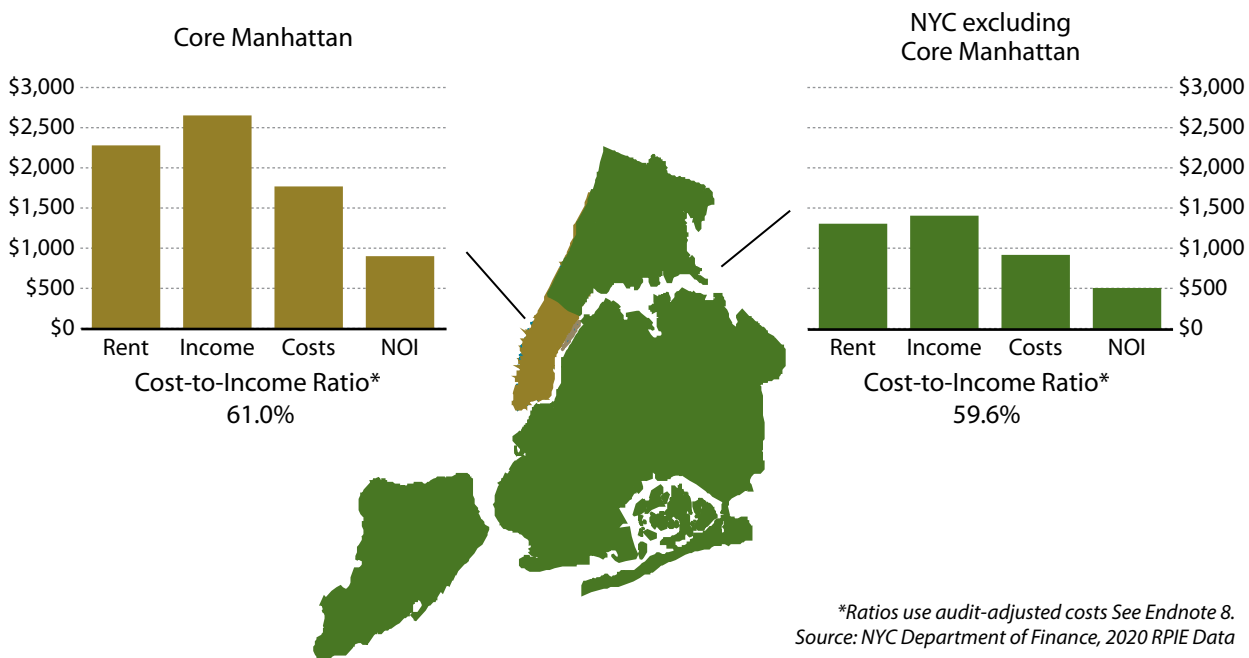 Core Manhattan
$3,000
$2,500
$2,000
$1,500
$1,000
$500
$0
Rent Income Costs NOI
Cost-to-Income Ratio*
61.0%
NYC excluding
Core Manhattan
$3,000
$2,500
$2,000
$1,500
$1,000
$500
$0
Rent Income Costs NOI
Cost-to-Income Ratio*
59.6%
*Ratios use audit-adjusted costs See Endnote 8.
Source: NYC Department of Finance, 2020 RPIE Data